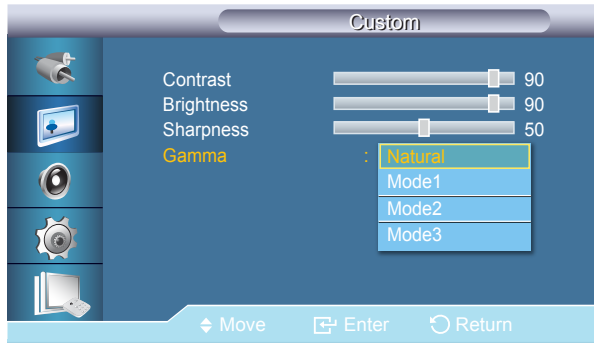 Custom
Contrast 90
Brightness 90
Sharpness 50
Gamma : Natural
Mode1
Mode2
Mode3
Move Enter Return